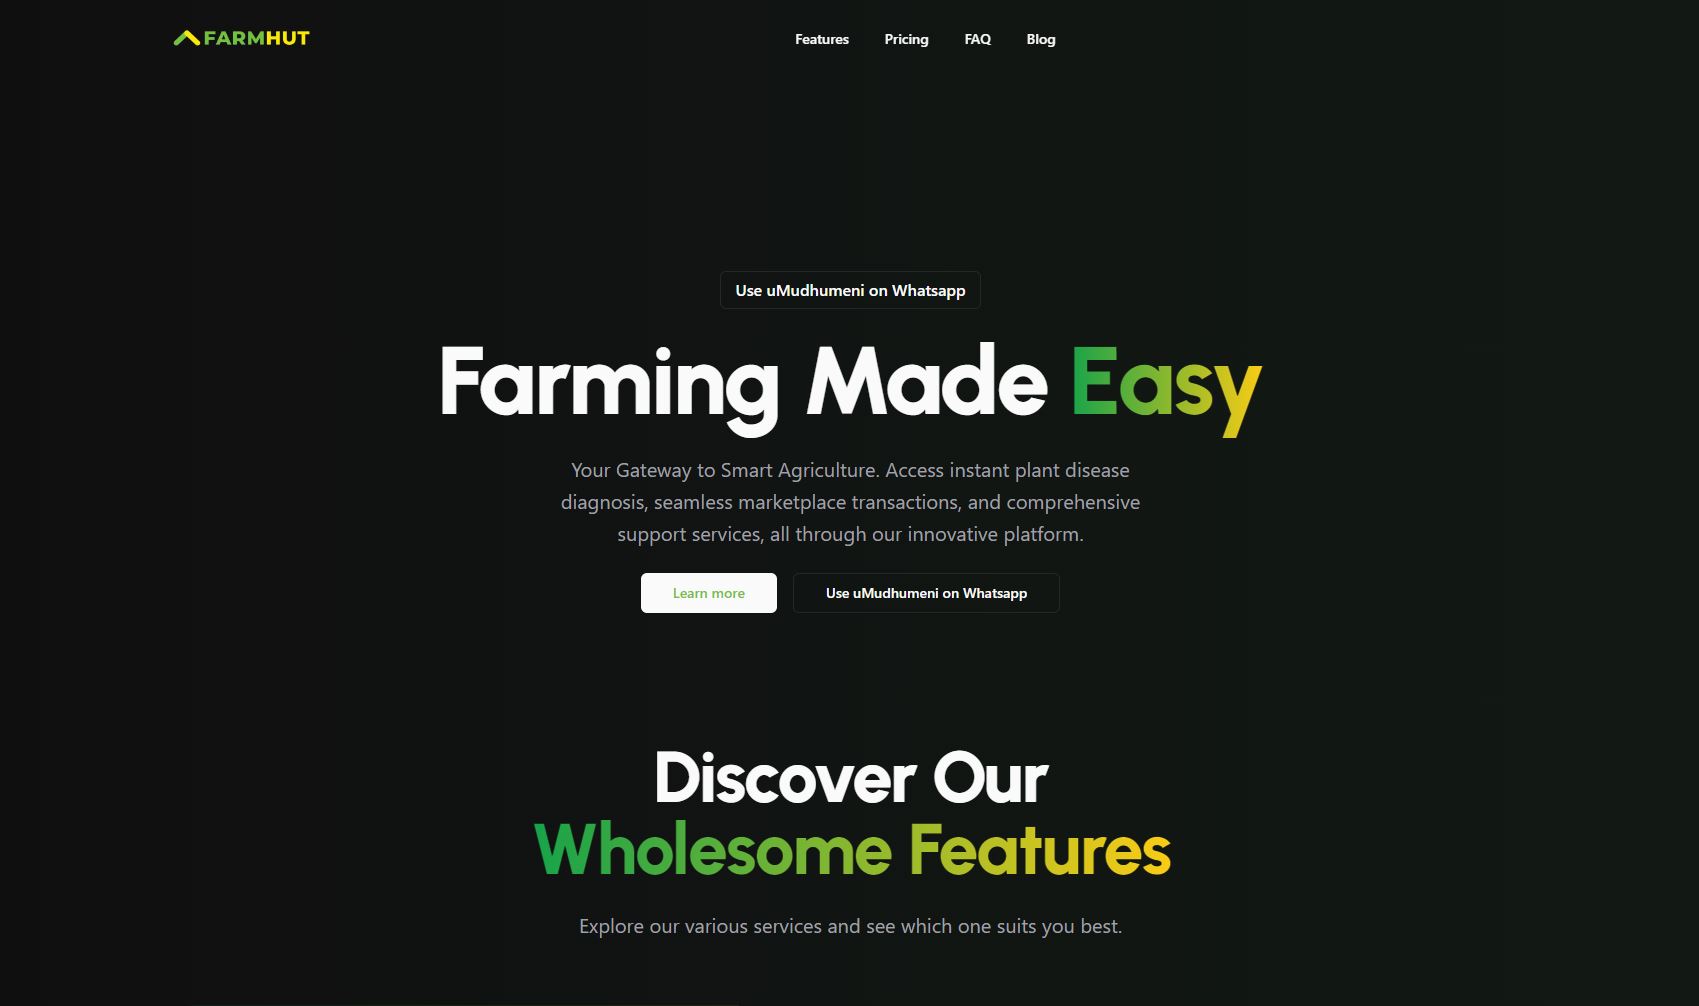 FARMHUT
Features Pricing FAQ Blog
Use uMudhumeni on Whatsapp
Farming Made Easy
Your Gateway to Smart Agriculture. Access instant plant disease
diagnosis, seamless marketplace transactions, and comprehensive
support services, all through our innovative platform.
Learn more Use uMudhumeni on Whatsapp
Discover Our
Wholesome Features
Explore our various services and see which one suits you best.